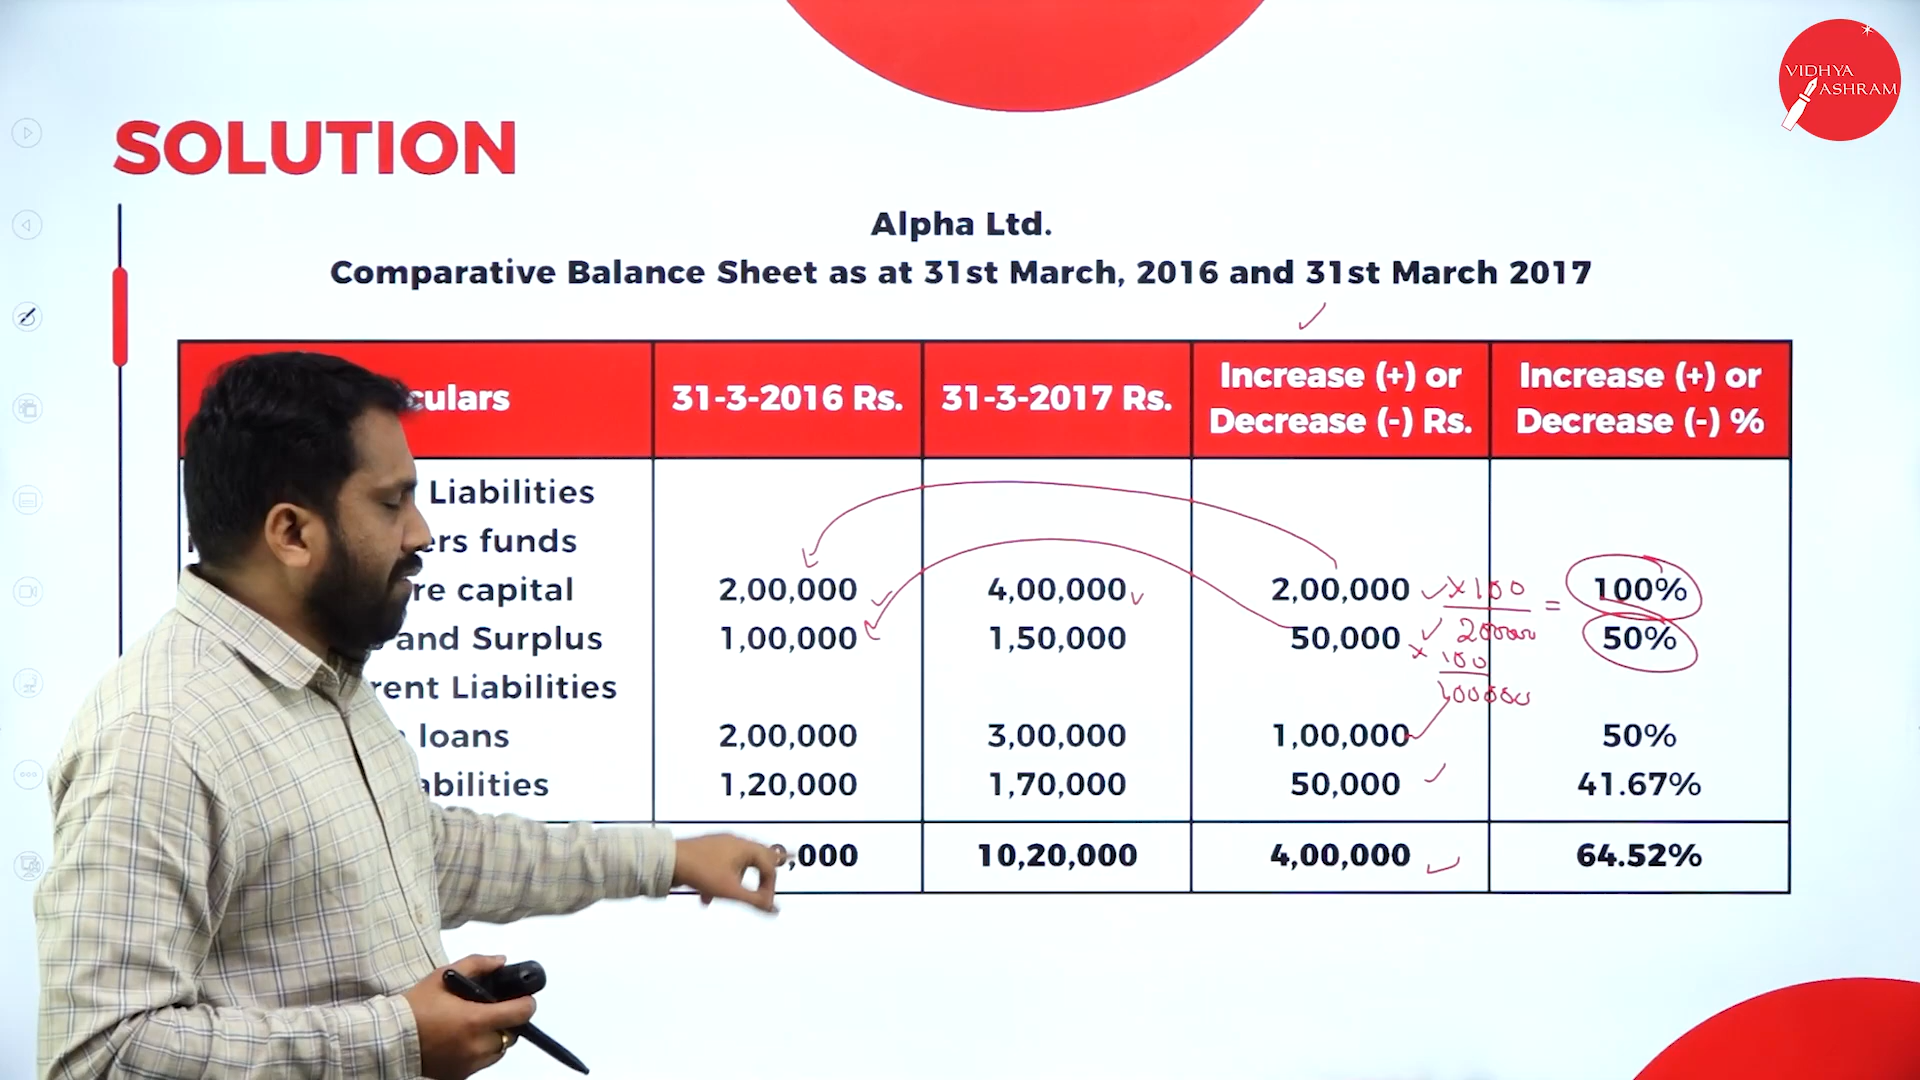 VIDHYA
ASHRAM
SOLUTION
Alpha Ltd.
Comparative Balance Sheet as at 31st March, 2016 and 31st March 2017
culars 31-3-2016 Rs. 31-3-2017 Rs. Increase (+) or Decrease (-) Rs. Increase (+) or Decrease (-) %
Liabilities
ers funds
re capital 2,00,000 4,00,000 2,00,000 ×100 = 100%
and Surplus 1,00,000 1,50,000 50,000 50%
× 100
rent Liabilities 100000
loans 2,00,000 3,00,000 1,00,000 50%
abilities 1,20,000 1,70,000 50,000 41.67%
0,000 10,20,000 4,00,000 64.52%